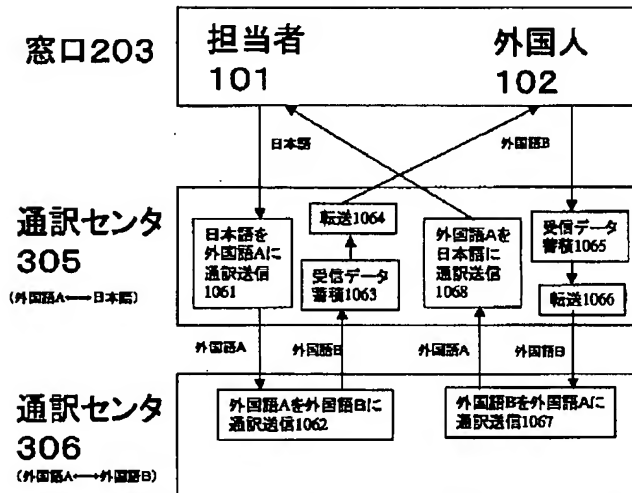 窓口203
担当者
101
外国人
102
日本語
外国語B
通訳センタ
305
(外国語A←→日本語)
日本語を
外国語Aに
通訳送信
1061
転送1064
受信データ
蓄積1063
外国語Aを
日本語に
通訳送信
1068
受信データ
蓄積1065
転送1066
外国語A
外国語B
外国語A
外国語B
通訳センタ
306
(外国語A←→外国語B)
外国語Aを外国語Bに
通訳送信1062
外国語Bを外国語Aに
通訳送信1067